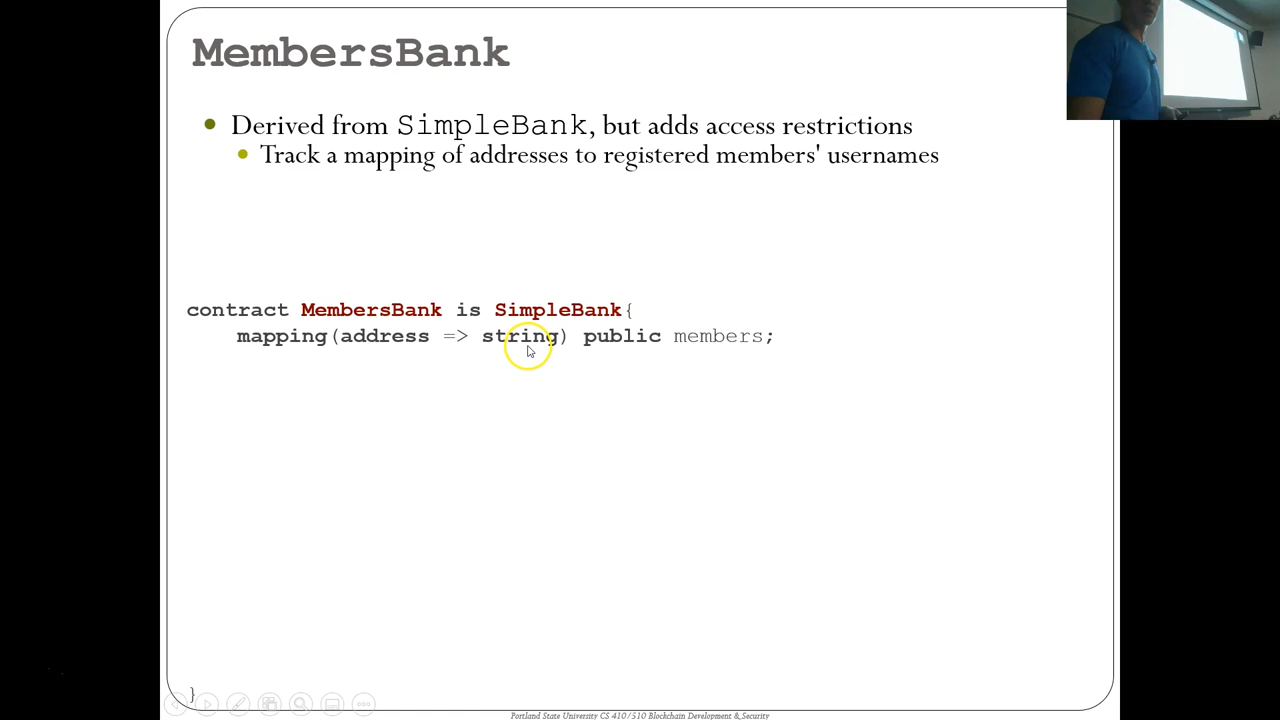 MembersBank
Derived from SimpleBank, but adds access restrictions
Track a mapping of addresses to registered members' usernames
contract MembersBank is SimpleBank{
mapping(address => string) public members;
}
Portland State University CS 410/510 Blockchain Development & Security